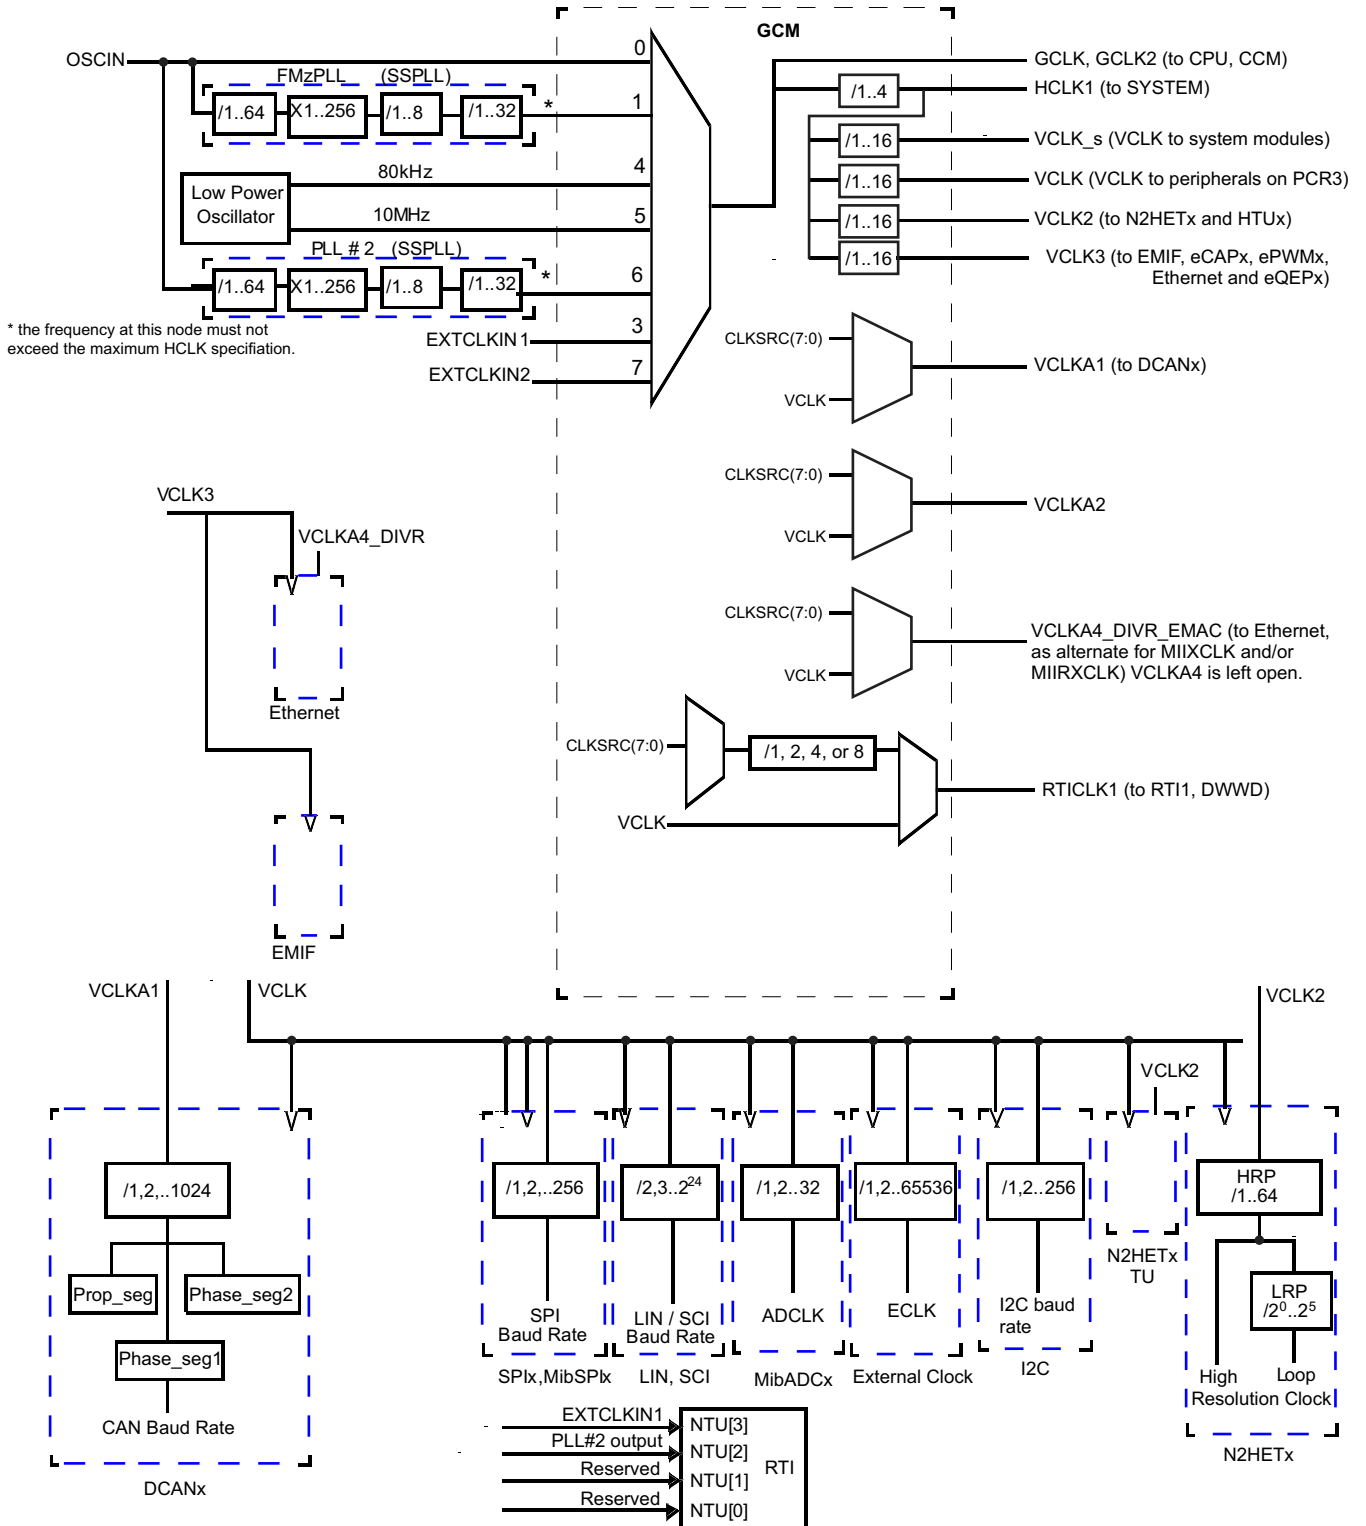 GCM
OSCIN
0
GCLK, GCLK2 (to CPU, CCM)
FMzPLL (SSPLL)
/1..64
X1..256
/1..8
/1..32
*
1
/1..4
HCLK1 (to SYSTEM)
/1..16
VCLK_s (VCLK to system modules)
80kHz
4
/1..16
VCLK (VCLK to peripherals on PCR3)
Low Power
Oscillator
10MHz
5
/1..16
VCLK2 (to N2HETx and HTUx)
PLL # 2 (SSPLL)
/1..64
X1..256
/1..8
/1..32
*
6
/1..16
VCLK3 (to EMIF, eCAPx, ePWMx,
Ethernet and eQEPx)
* the frequency at this node must not
exceed the maximum HCLK specifiation.
EXTCLKIN1
3
EXTCLKIN2
7
CLKSRC(7:0)
VCLK
VCLKA1 (to DCANx)
CLKSRC(7:0)
VCLK
VCLKA2
VCLK3
VCLKA4_DIVR
Ethernet
EMIF
CLKSRC(7:0)
VCLK
VCLKA4_DIVR_EMAC (to Ethernet,
as alternate for MIIXCLK and/or
MIIRXCLK) VCLKA4 is left open.
CLKSRC(7:0)
/1, 2, 4, or 8
VCLK
RTICLK1 (to RTI1, DWWD)
VCLKA1
VCLK
VCLK2
VCLK2
/1,2,..1024
Prop_seg
Phase_seg2
Phase_seg1
CAN Baud Rate
DCANx
/1,2,..256
SPI
Baud Rate
SPIx,MibSPIx
/2,3..2²⁴
LIN / SCI
Baud Rate
LIN, SCI
/1,2..32
ADCLK
MibADCx
/1,2..65536
ECLK
External Clock
/1,2..256
I2C baud
rate
I2C
N2HETx
TU
HRP
/1..64
LRP
/2⁰..2⁵
High
Loop
Resolution Clock
N2HETx
EXTCLKIN1
NTU[3]
PLL#2 output
NTU[2]
RTI
Reserved
NTU[1]
Reserved
NTU[0]